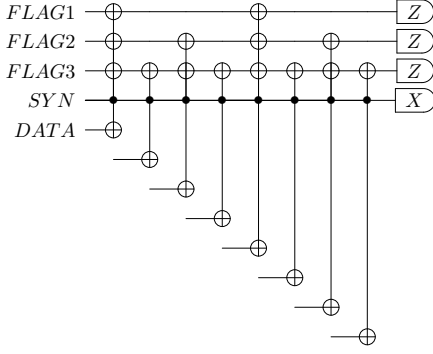 FLAG1 Z
FLAG2 Z
FLAG3 Z
SYN X
DATA